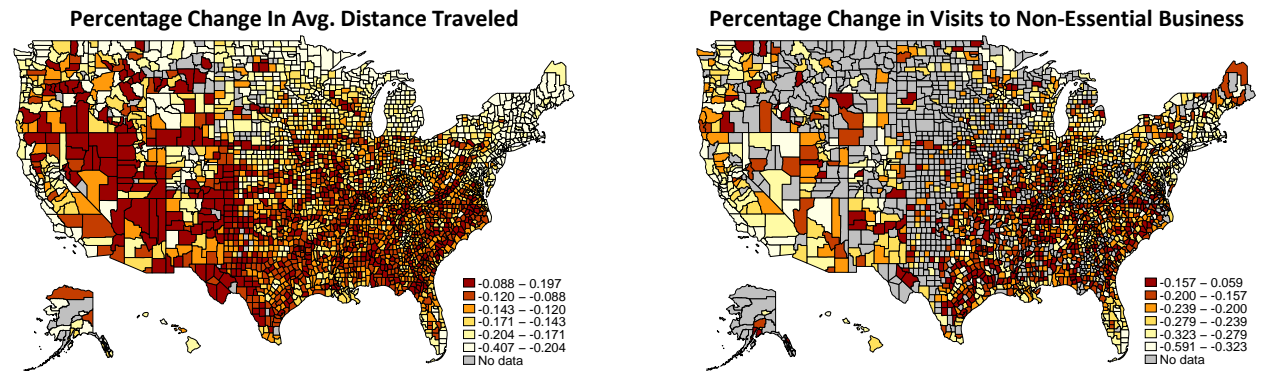 Percentage Change In Avg. Distance Traveled
-0.088 – 0.197
-0.120 – -0.088
-0.143 – -0.120
-0.171 – -0.143
-0.204 – -0.171
-0.407 – -0.204
No data
Percentage Change in Visits to Non-Essential Business
-0.157 – 0.059
-0.200 – -0.157
-0.239 – -0.200
-0.279 – -0.239
-0.323 – -0.279
-0.591 – -0.323
No data